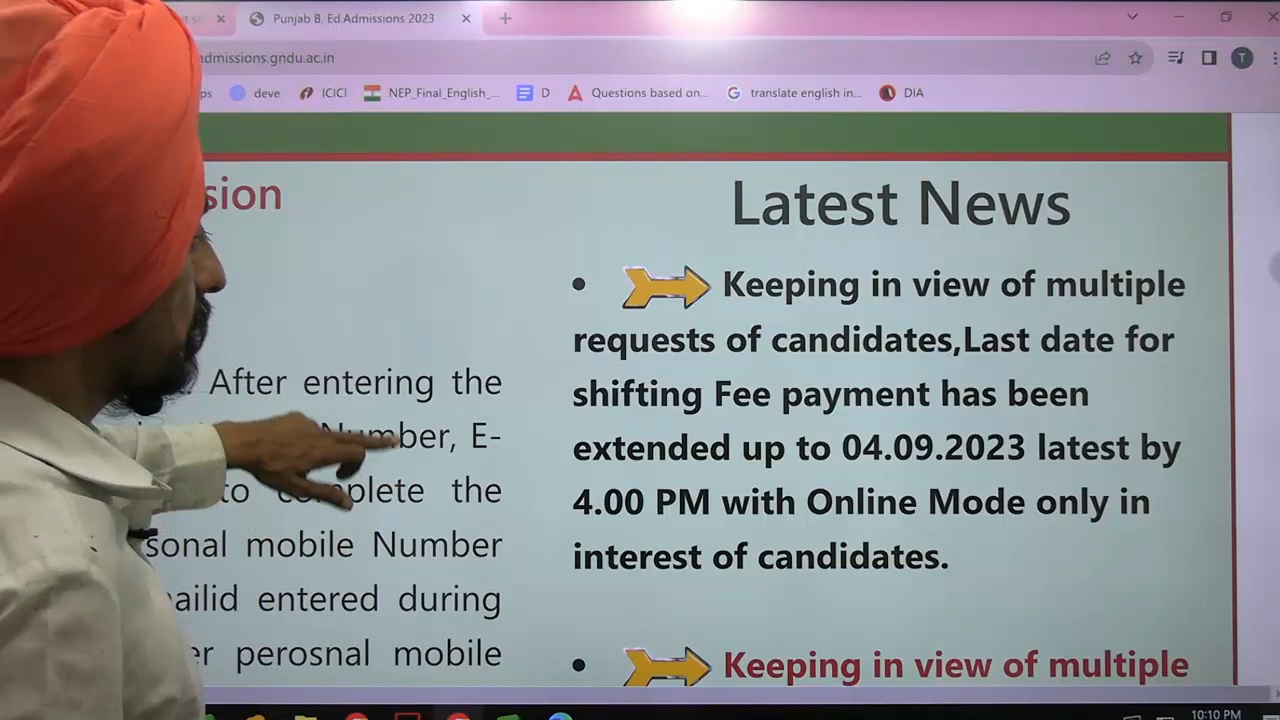 Punjab B. Ed.Admissions 2023
admissions.gndu.ac.in
T
deve
ICICI
NEP_Final_English_...
D
Questions based on...
translate english in...
DIA
Latest News
Keeping in view of multiple
requests of candidates,Last date for
shifting Fee payment has been
extended up to 04.09.2023 latest by
4.00 PM with Online Mode only in
interest of candidates.
Keeping in view of multiple
After entering the
Number, E-
to complete the
mobile Number
entered during
perosnal mobile
10:10 PM